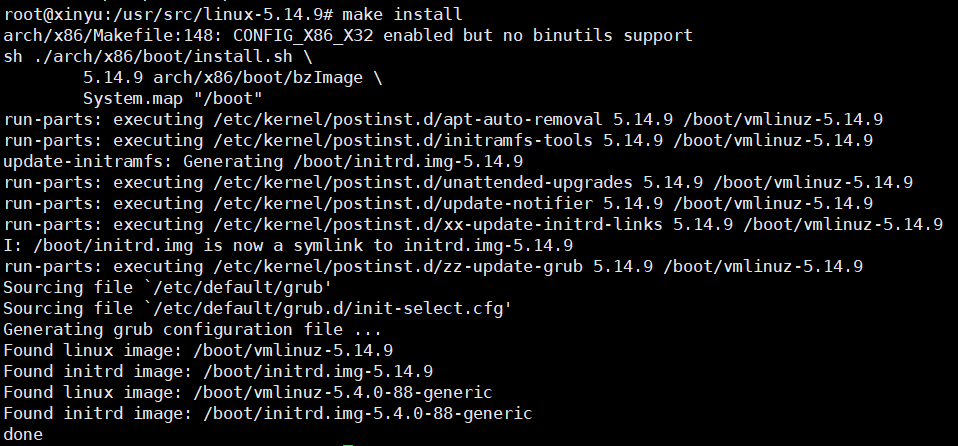 root@xinyu:/usr/src/linux-5.14.9# make install
arch/x86/Makefile:148: CONFIG_X86_X32 enabled but no binutils support
sh ./arch/x86/boot/install.sh \
        5.14.9 arch/x86/boot/bzImage \
        System.map "/boot"
run-parts: executing /etc/kernel/postinst.d/apt-auto-removal 5.14.9 /boot/vmlinuz-5.14.9
run-parts: executing /etc/kernel/postinst.d/initramfs-tools 5.14.9 /boot/vmlinuz-5.14.9
update-initramfs: Generating /boot/initrd.img-5.14.9
run-parts: executing /etc/kernel/postinst.d/unattended-upgrades 5.14.9 /boot/vmlinuz-5.14.9
run-parts: executing /etc/kernel/postinst.d/update-notifier 5.14.9 /boot/vmlinuz-5.14.9
run-parts: executing /etc/kernel/postinst.d/xx-update-initrd-links 5.14.9 /boot/vmlinuz-5.14.9
I: /boot/initrd.img is now a symlink to initrd.img-5.14.9
run-parts: executing /etc/kernel/postinst.d/zz-update-grub 5.14.9 /boot/vmlinuz-5.14.9
Sourcing file `/etc/default/grub'
Sourcing file `/etc/default/grub.d/init-select.cfg'
Generating grub configuration file ...
Found linux image: /boot/vmlinuz-5.14.9
Found initrd image: /boot/initrd.img-5.14.9
Found linux image: /boot/vmlinuz-5.4.0-88-generic
Found initrd image: /boot/initrd.img-5.4.0-88-generic
done